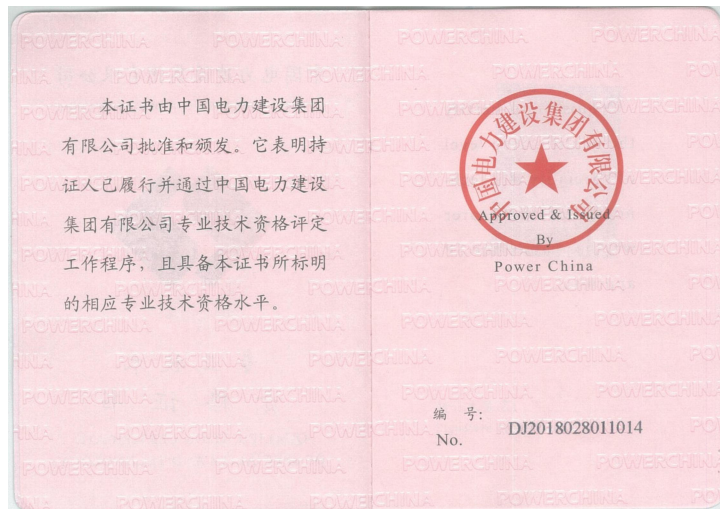 本证书由中国电力建设集团
有限公司批准和颁发。它表明持
证人已履行并通过中国电力建设
集团有限公司专业技术资格评定
工作程序，且具备本证书所标明
的相应专业技术资格水平。
中国电力建设集团有限公司
Approved & Issued
By
Power China
编 号:
No.
DJ2018028011014
POWERCHINA